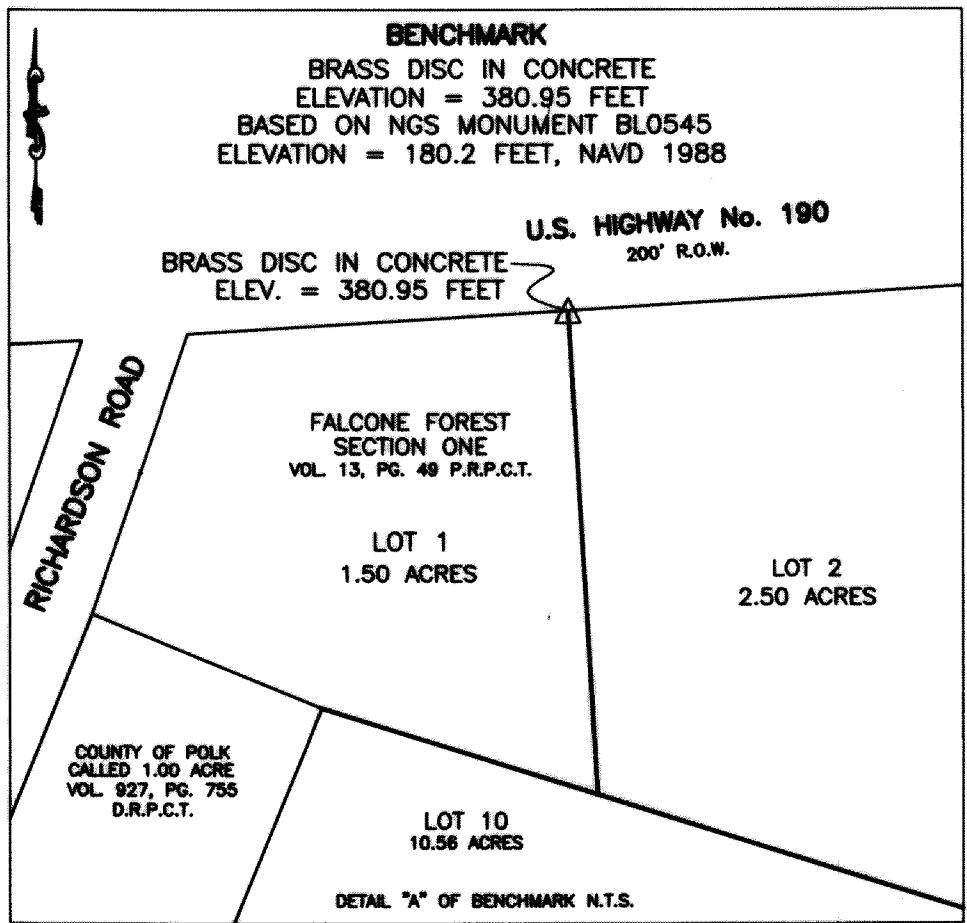 BENCHMARK
BRASS DISC IN CONCRETE
ELEVATION = 380.95 FEET
BASED ON NGS MONUMENT BL0545
ELEVATION = 180.2 FEET, NAVD 1988
U.S. HIGHWAY No. 190
200' R.O.W.
BRASS DISC IN CONCRETE
ELEV. = 380.95 FEET
RICHARDSON ROAD
FALCONE FOREST
SECTION ONE
VOL. 13, PG. 49 P.R.P.C.T.
LOT 1
1.50 ACRES
LOT 2
2.50 ACRES
COUNTY OF POLK
CALLED 1.00 ACRE
VOL. 927, PG. 755
D.R.P.C.T.
LOT 10
10.56 ACRES
DETAIL "A" OF BENCHMARK N.T.S.